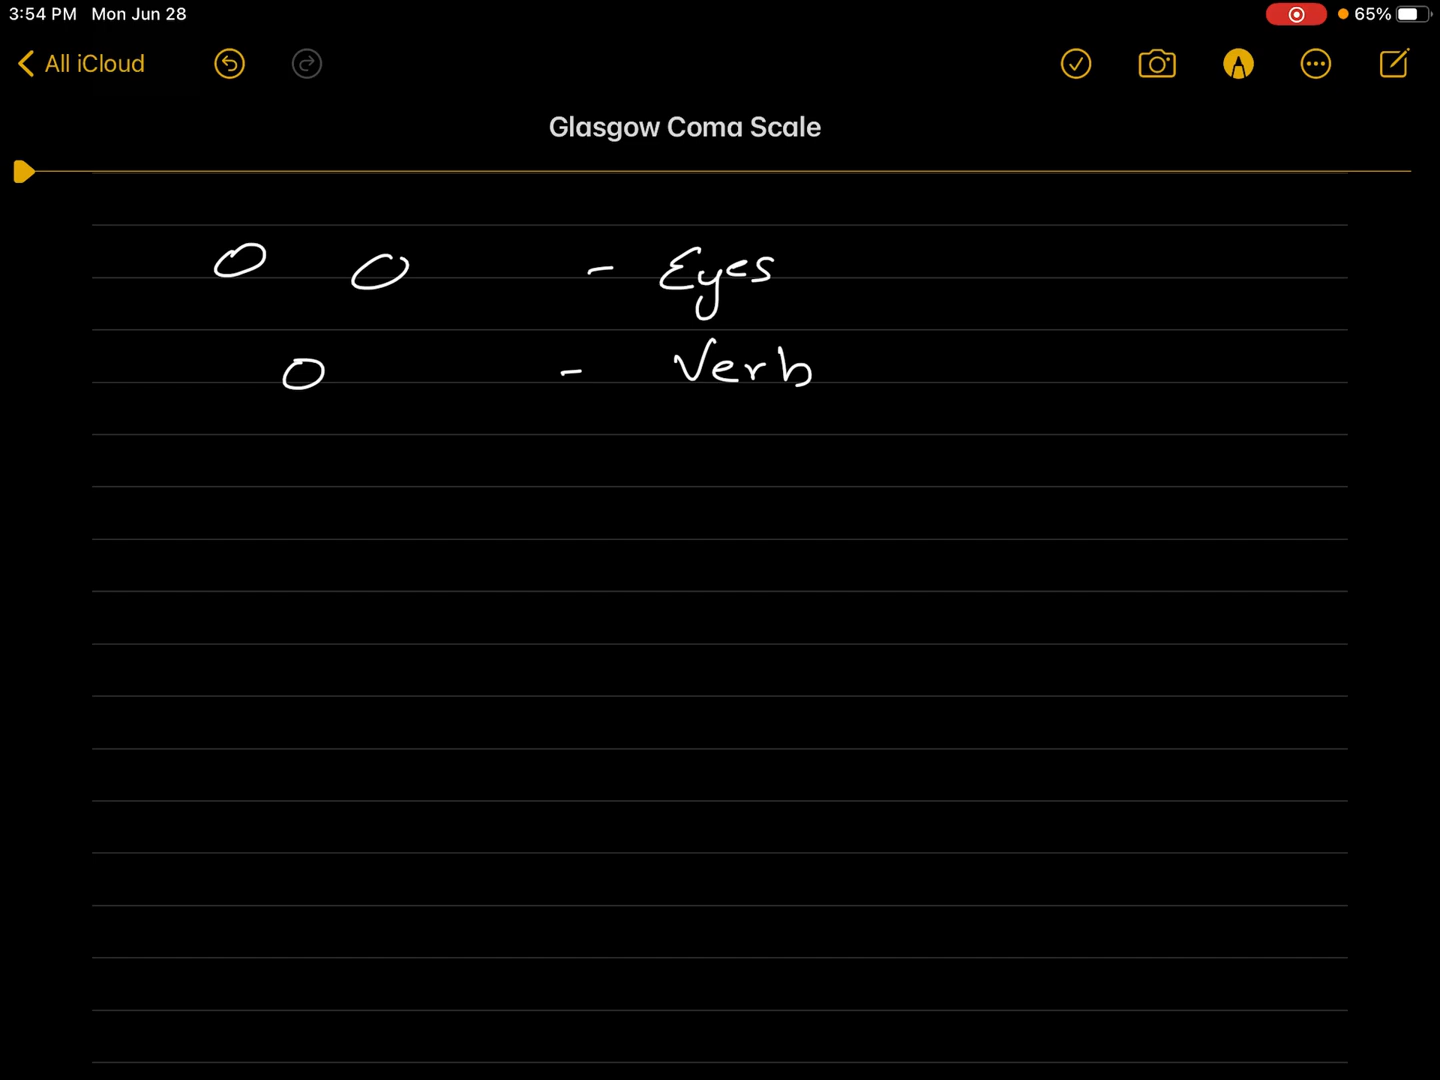 3:54 PM Mon Jun 28 65%
All iCloud
Glasgow Coma Scale
- Eyes
- Verb